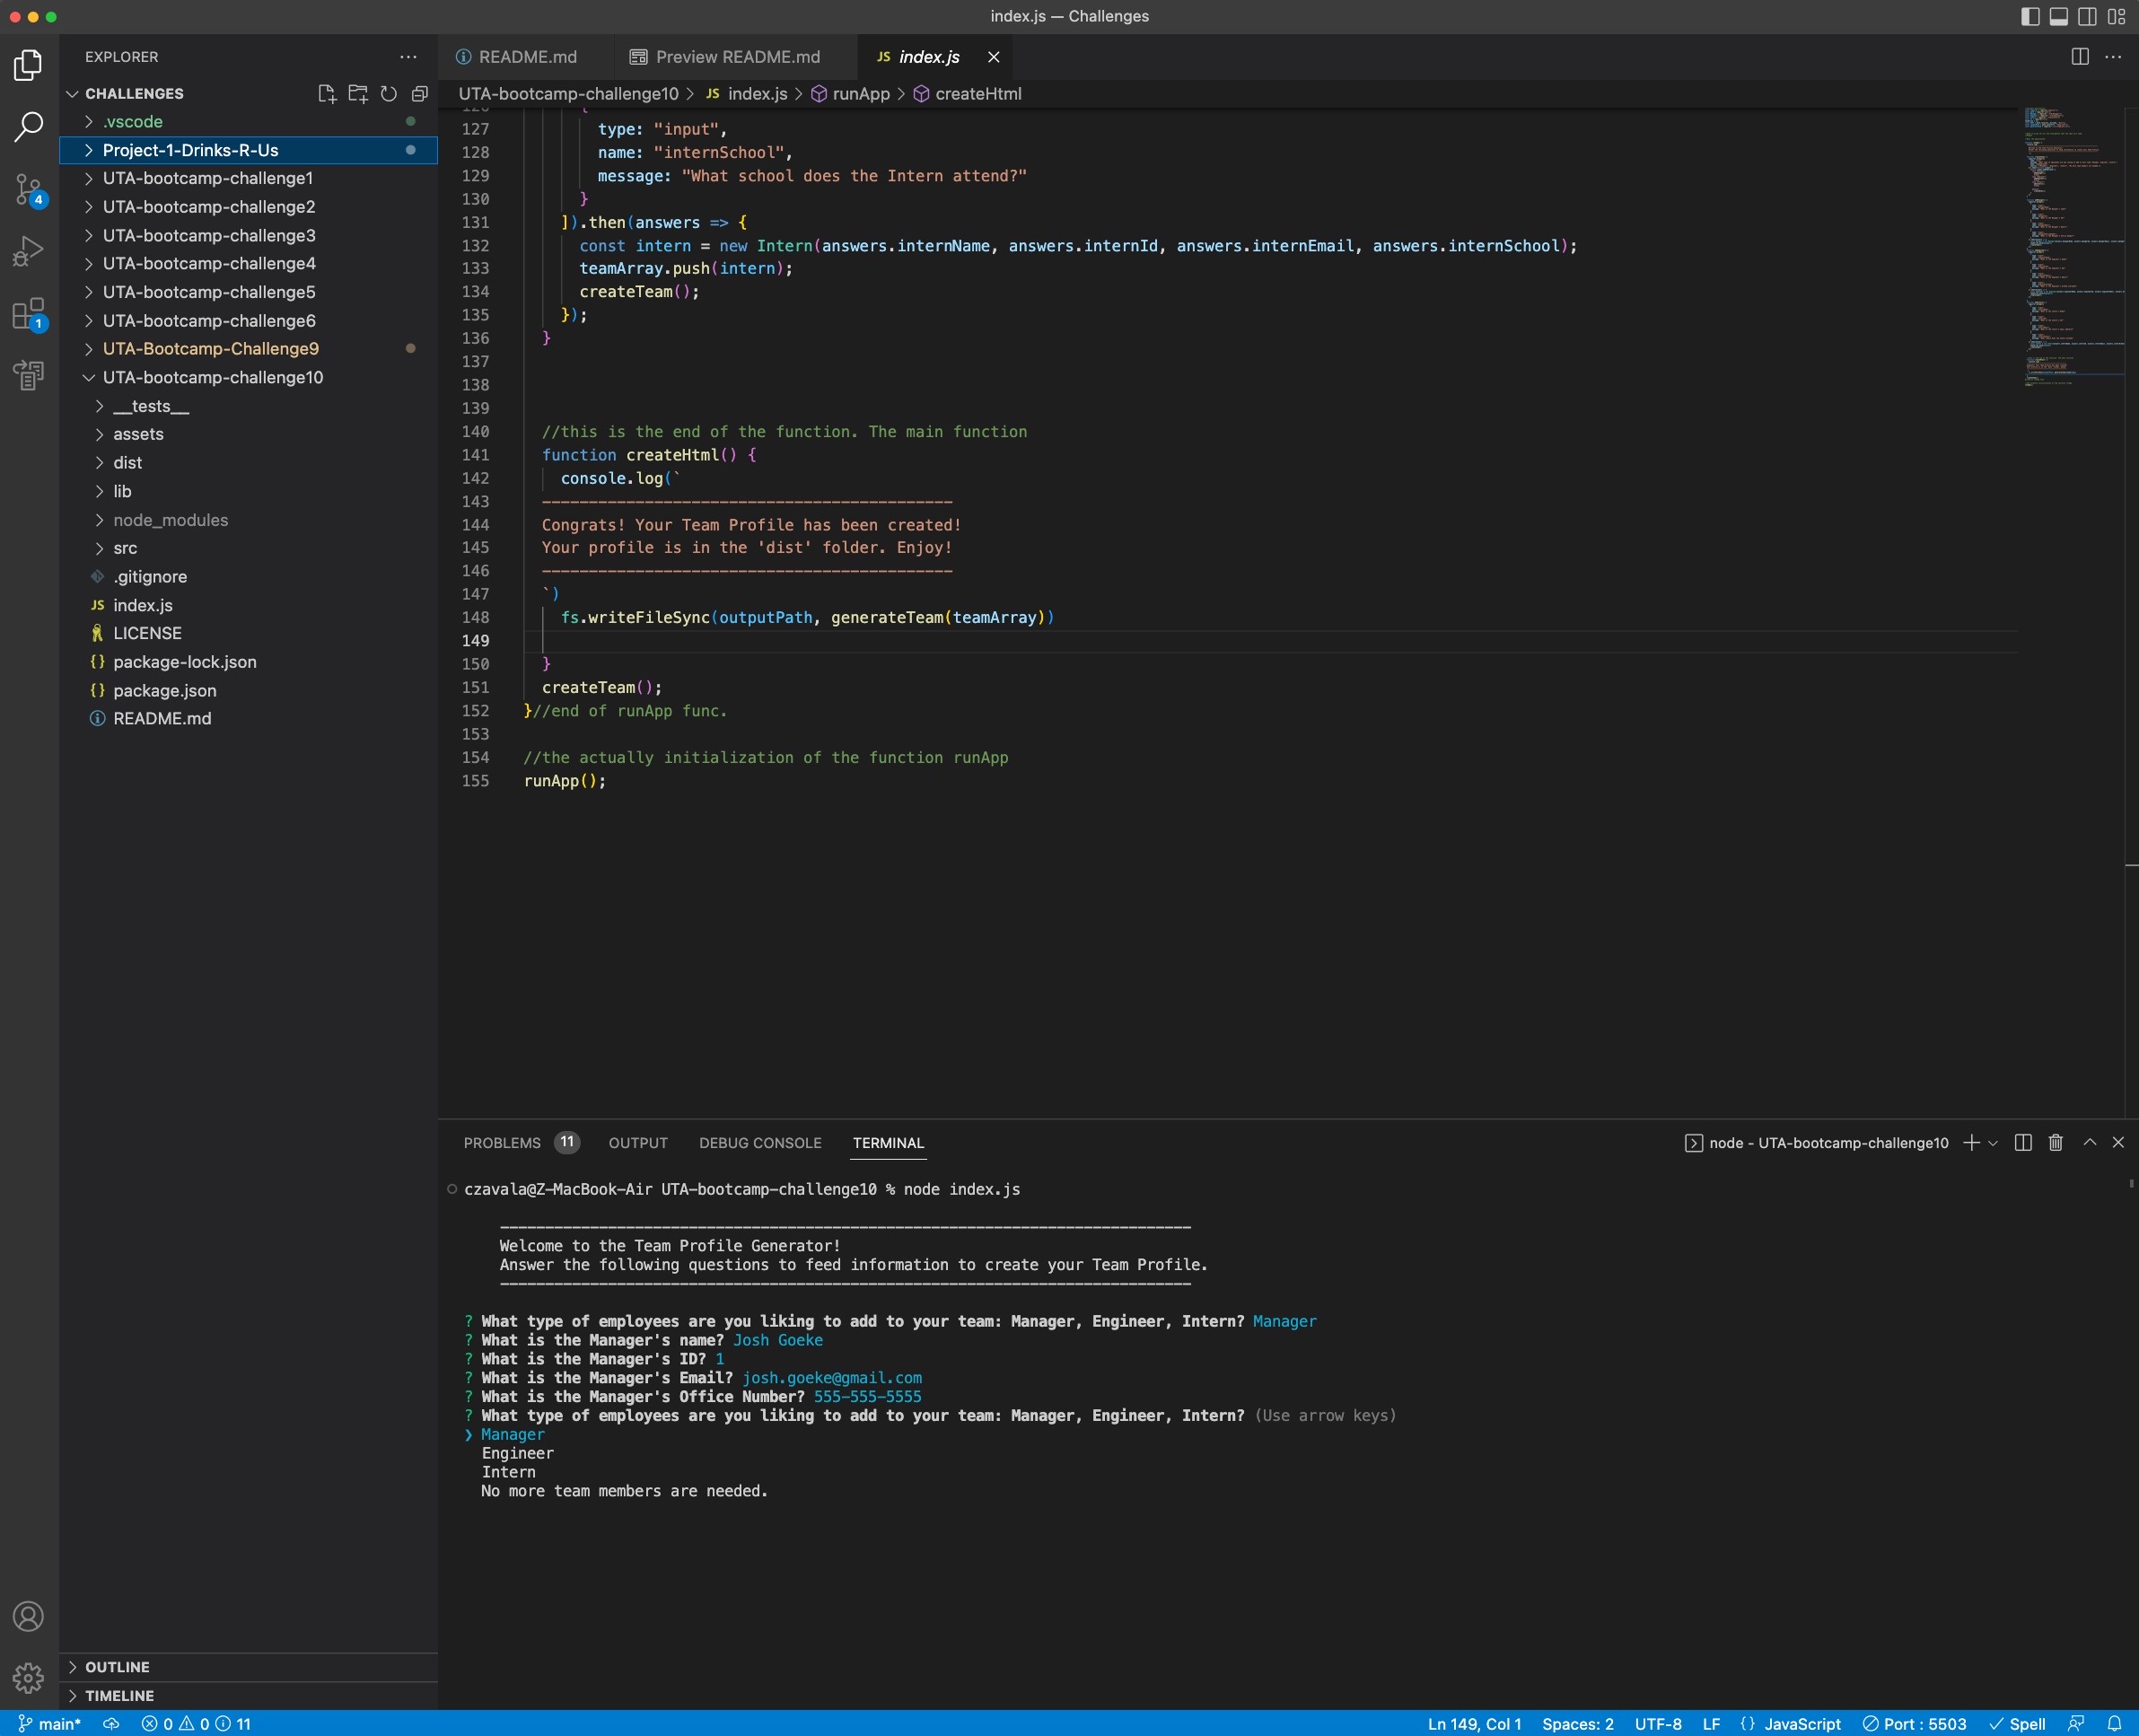 index.js — Challenges
EXPLORER
CHALLENGES
.vscode
Project-1-Drinks-R-Us
UTA-bootcamp-challenge1
UTA-bootcamp-challenge2
UTA-bootcamp-challenge3
UTA-bootcamp-challenge4
UTA-bootcamp-challenge5
UTA-bootcamp-challenge6
UTA-Bootcamp-Challenge9
UTA-bootcamp-challenge10
__tests__
assets
dist
lib
node_modules
src
.gitignore
JS index.js
LICENSE
{} package-lock.json
{} package.json
README.md
OUTLINE
TIMELINE
4
1
README.md
Preview README.md
JS index.js
UTA-bootcamp-challenge10 > JS index.js > runApp > createHtml
127 type: "input",
128 name: "internSchool",
129 message: "What school does the Intern attend?"
130 }
131 ]).then(answers => {
132 const intern = new Intern(answers.internName, answers.internId, answers.internEmail, answers.internSchool);
133 teamArray.push(intern);
134 createTeam();
135 });
136 }
137
138
139
140 //this is the end of the function. The main function
141 function createHtml() {
142 console.log(`
143 --------------------------------------------
144 Congrats! Your Team Profile has been created!
145 Your profile is in the 'dist' folder. Enjoy!
146 --------------------------------------------
147 `)
148 fs.writeFileSync(outputPath, generateTeam(teamArray))
149
150 }
151 createTeam();
152 }//end of runApp func.
153
154 //the actually initialization of the function runApp
155 runApp();
PROBLEMS 11 OUTPUT DEBUG CONSOLE TERMINAL
node - UTA-bootcamp-challenge10
czavala@Z-MacBook-Air UTA-bootcamp-challenge10 % node index.js
-----------------------------------------------------------------------------
Welcome to the Team Profile Generator!
Answer the following questions to feed information to create your Team Profile.
-----------------------------------------------------------------------------
? What type of employees are you liking to add to your team: Manager, Engineer, Intern? Manager
? What is the Manager's name? Josh Goeke
? What is the Manager's ID? 1
? What is the Manager's Email? josh.goeke@gmail.com
? What is the Manager's Office Number? 555-555-5555
? What type of employees are you liking to add to your team: Manager, Engineer, Intern? (Use arrow keys)
❯ Manager
Engineer
Intern
No more team members are needed.
main* 0 0 11
Ln 149, Col 1 Spaces: 2 UTF-8 LF {} JavaScript Port : 5503 Spell